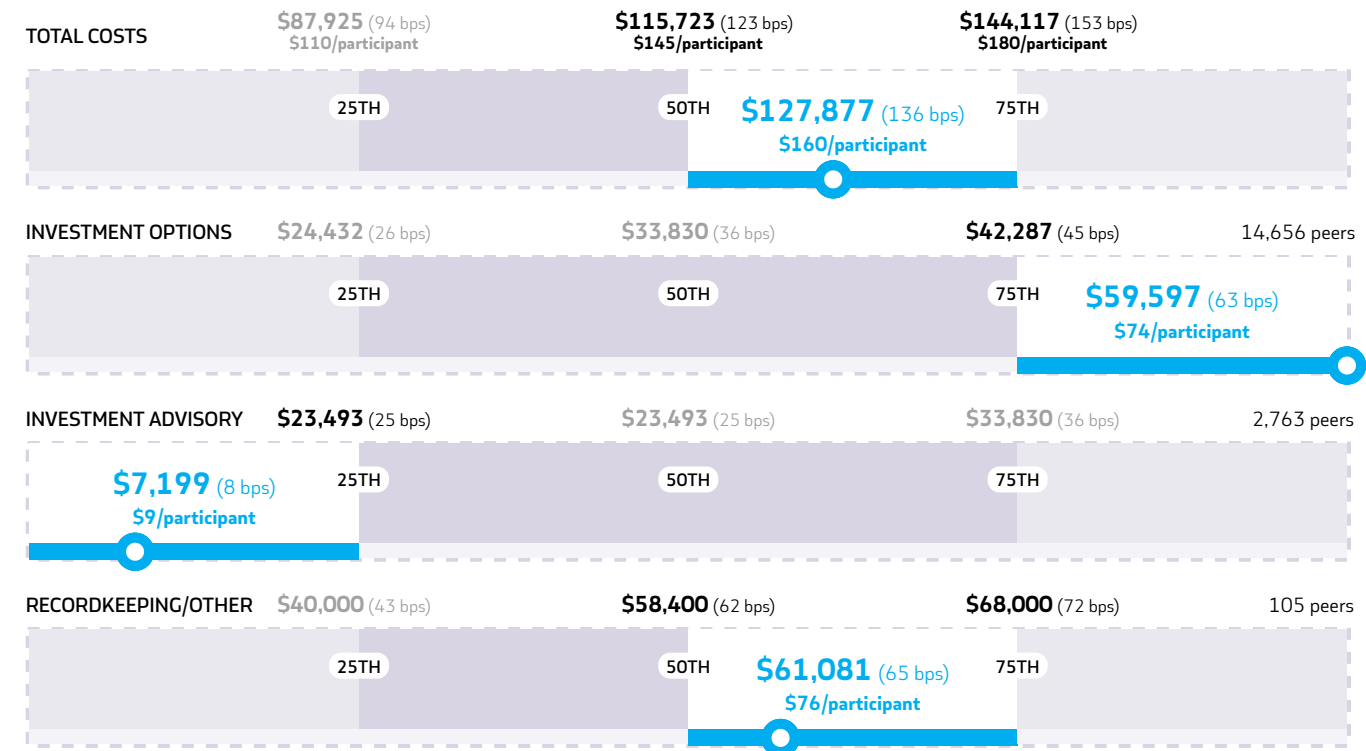 TOTAL COSTS
$87,925 (94 bps)
$110/participant
$115,723 (123 bps)
$145/participant
$144,117 (153 bps)
$180/participant
25TH
50TH
$127,877 (136 bps)
$160/participant
75TH
INVESTMENT OPTIONS $24,432 (26 bps) $33,830 (36 bps) $42,287 (45 bps) 14,656 peers
25TH
50TH
75TH
$59,597 (63 bps)
$74/participant
INVESTMENT ADVISORY $23,493 (25 bps) $23,493 (25 bps) $33,830 (36 bps) 2,763 peers
$7,199 (8 bps)
$9/participant
25TH
50TH
75TH
RECORDKEEPING/OTHER $40,000 (43 bps) $58,400 (62 bps) $68,000 (72 bps) 105 peers
25TH
50TH
$61,081 (65 bps)
$76/participant
75TH